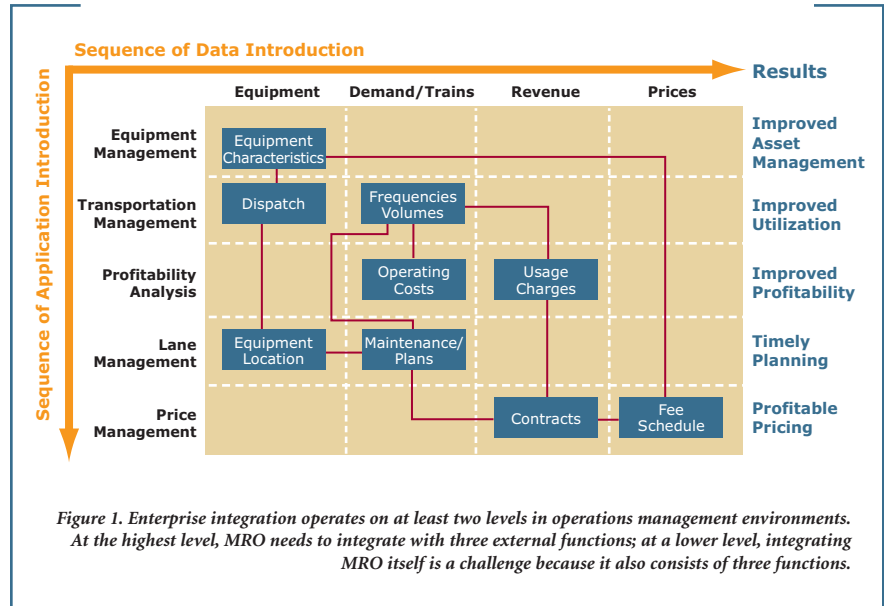 Sequence of Data Introduction
Sequence of Application Introduction
Results
Equipment Demand/Trains Revenue Prices
Equipment
Management
Equipment
Characteristics
Improved
Asset
Management
Transportation
Management
Dispatch
Frequencies
Volumes
Improved
Utilization
Profitability
Analysis
Operating
Costs
Usage
Charges
Improved
Profitability
Lane
Management
Equipment
Location
Maintenance/
Plans
Timely
Planning
Price
Management
Contracts
Fee
Schedule
Profitable
Pricing
Figure 1. Enterprise integration operates on at least two levels in operations management environments.
At the highest level, MRO needs to integrate with three external functions; at a lower level, integrating
MRO itself is a challenge because it also consists of three functions.